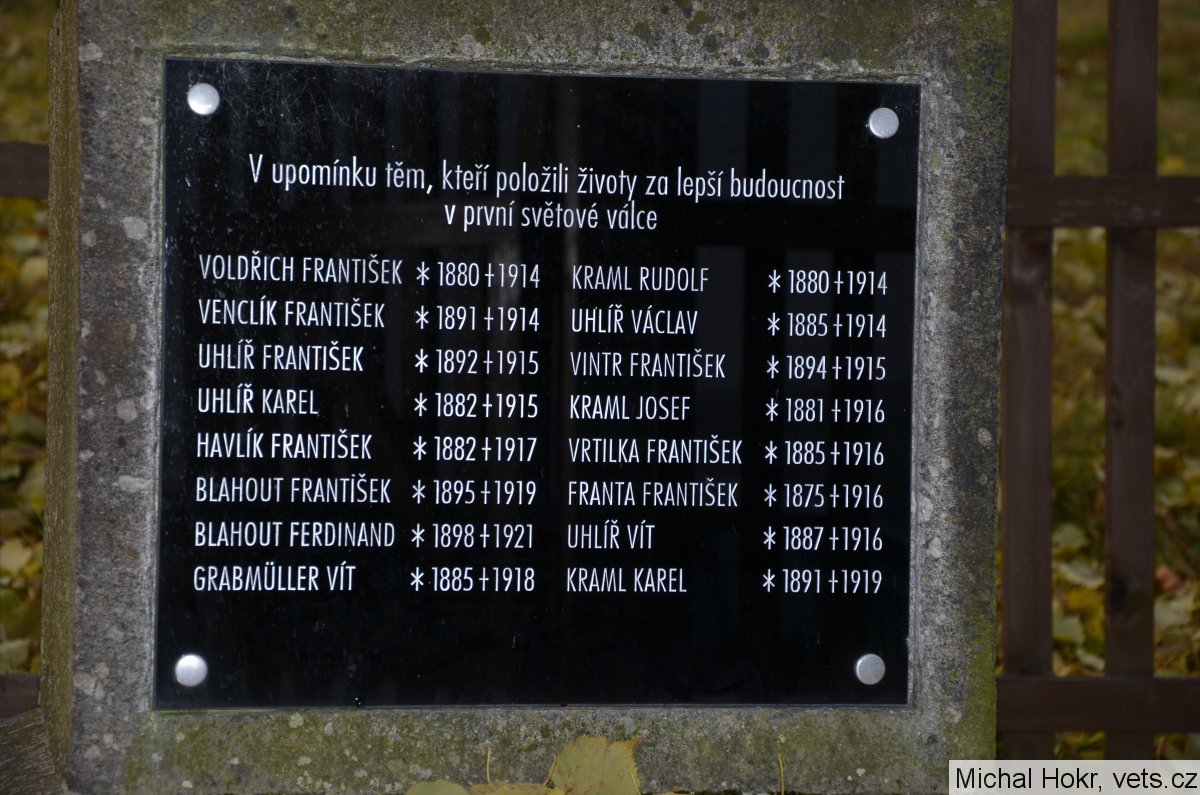 V upomínku těm, kteří položili životy za lepší budoucnost
v první světové válce
VOLDŘICH FRANTIŠEK * 1880 † 1914 KRAML RUDOLF * 1880 † 1914
VENCLÍK FRANTIŠEK * 1891 † 1914 UHLÍŘ VÁCLAV * 1885 † 1914
UHLÍŘ FRANTIŠEK * 1892 † 1915 VINTR FRANTIŠEK * 1894 † 1915
UHLÍŘ KAREL * 1882 † 1915 KRAML JOSEF * 1881 † 1916
HAVLÍK FRANTIŠEK * 1882 † 1917 VRTILKA FRANTIŠEK * 1885 † 1916
BLAHOUT FRANTIŠEK * 1895 † 1919 FRANTA FRANTIŠEK * 1875 † 1916
BLAHOUT FERDINAND * 1898 † 1921 UHLÍŘ VÍT * 1887 † 1916
GRABMÜLLER VÍT * 1885 † 1918 KRAML KAREL * 1891 † 1919
Michal Hokr, vets.cz